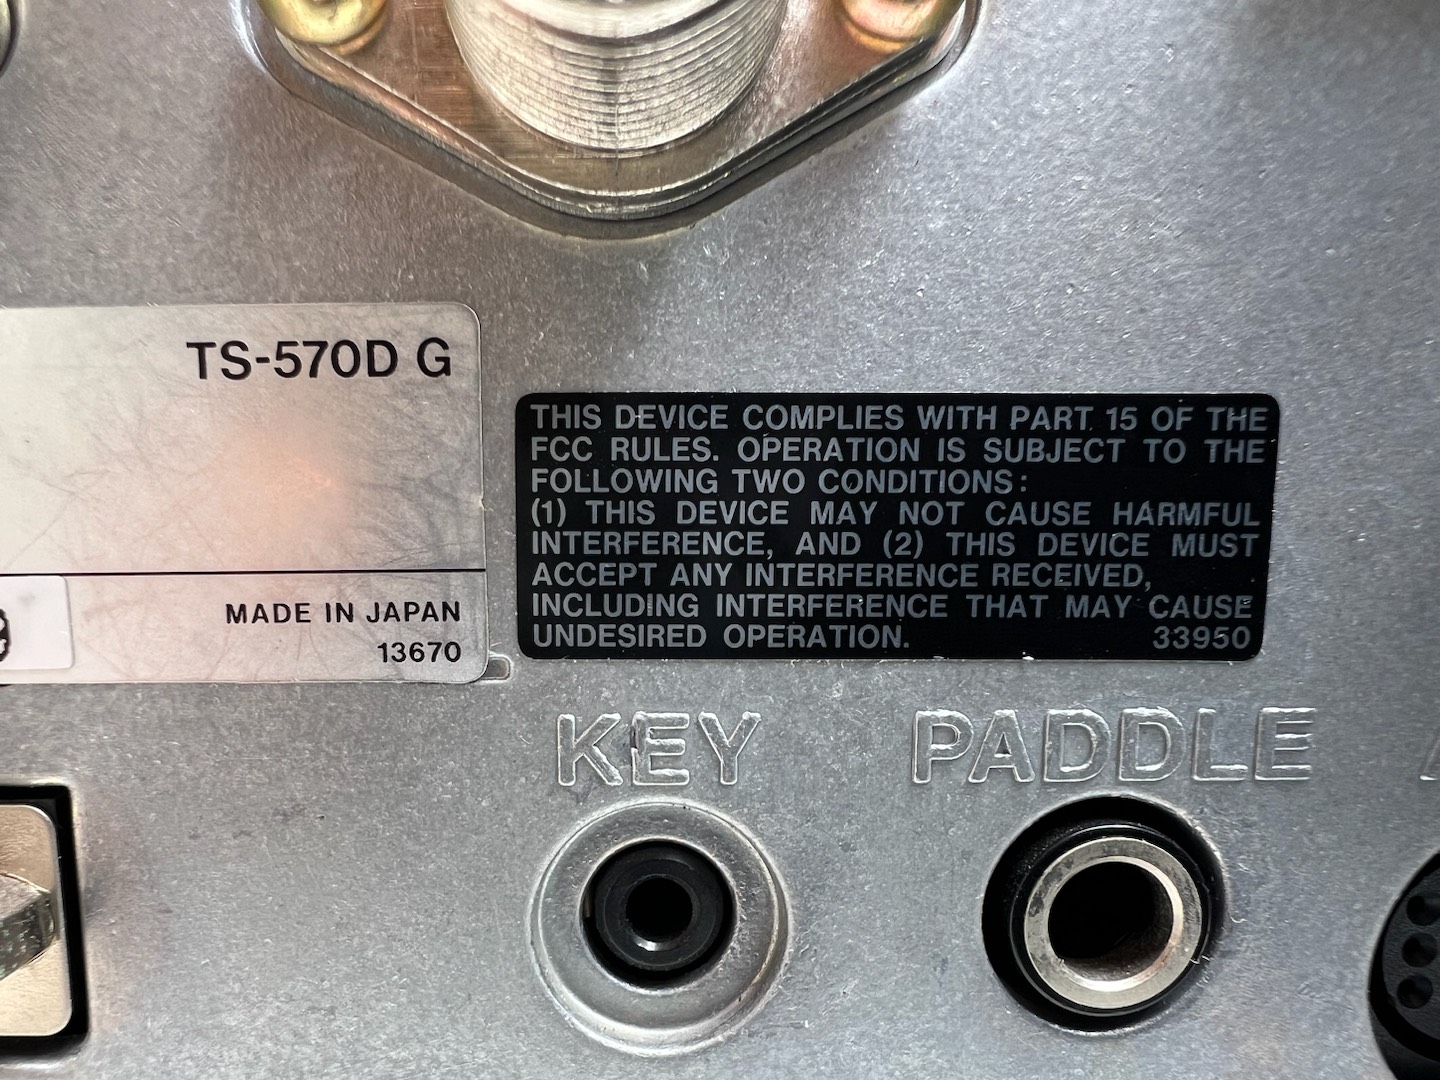 TS-570D G
MADE IN JAPAN
13670
THIS DEVICE COMPLIES WITH PART 15 OF THE
FCC RULES. OPERATION IS SUBJECT TO THE
FOLLOWING TWO CONDITIONS:
(1) THIS DEVICE MAY NOT CAUSE HARMFUL
INTERFERENCE, AND (2) THIS DEVICE MUST
ACCEPT ANY INTERFERENCE RECEIVED,
INCLUDING INTERFERENCE THAT MAY CAUSE
UNDESIRED OPERATION. 33950
KEY PADDLE